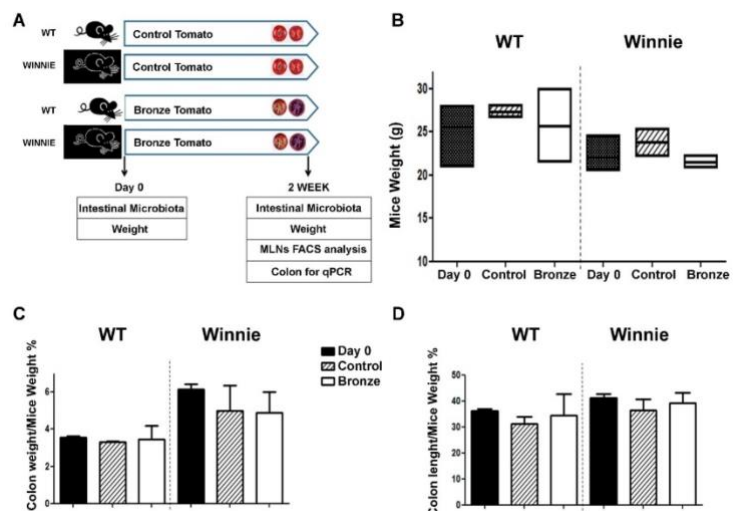 A
WT
Control Tomato
WINNIE
Control Tomato
WT
Bronze Tomato
WINNIE
Bronze Tomato
Day 0
Intestinal Microbiota
Weight
2 WEEK
Intestinal Microbiota
Weight
MLNs FACS analysis
Colon for qPCR
B
WT Winnie
Mice Weight (g)
30
25
20
15
10
Day 0 Control Bronze Day 0 Control Bronze
C
WT Winnie
Colon weight/Mice Weight %
6
4
2
0
Day 0
Control
Bronze
D
WT Winnie
Colon lenght/Mice Weight %
50
40
30
20
10
0